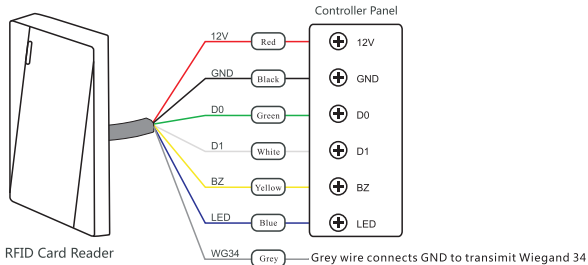 Controller Panel
12V Red 12V
GND Black GND
D0 Green D0
D1 White D1
BZ Yellow BZ
LED Blue LED
RFID Card Reader
WG34 Grey Grey wire connects GND to transimit Wiegand 34